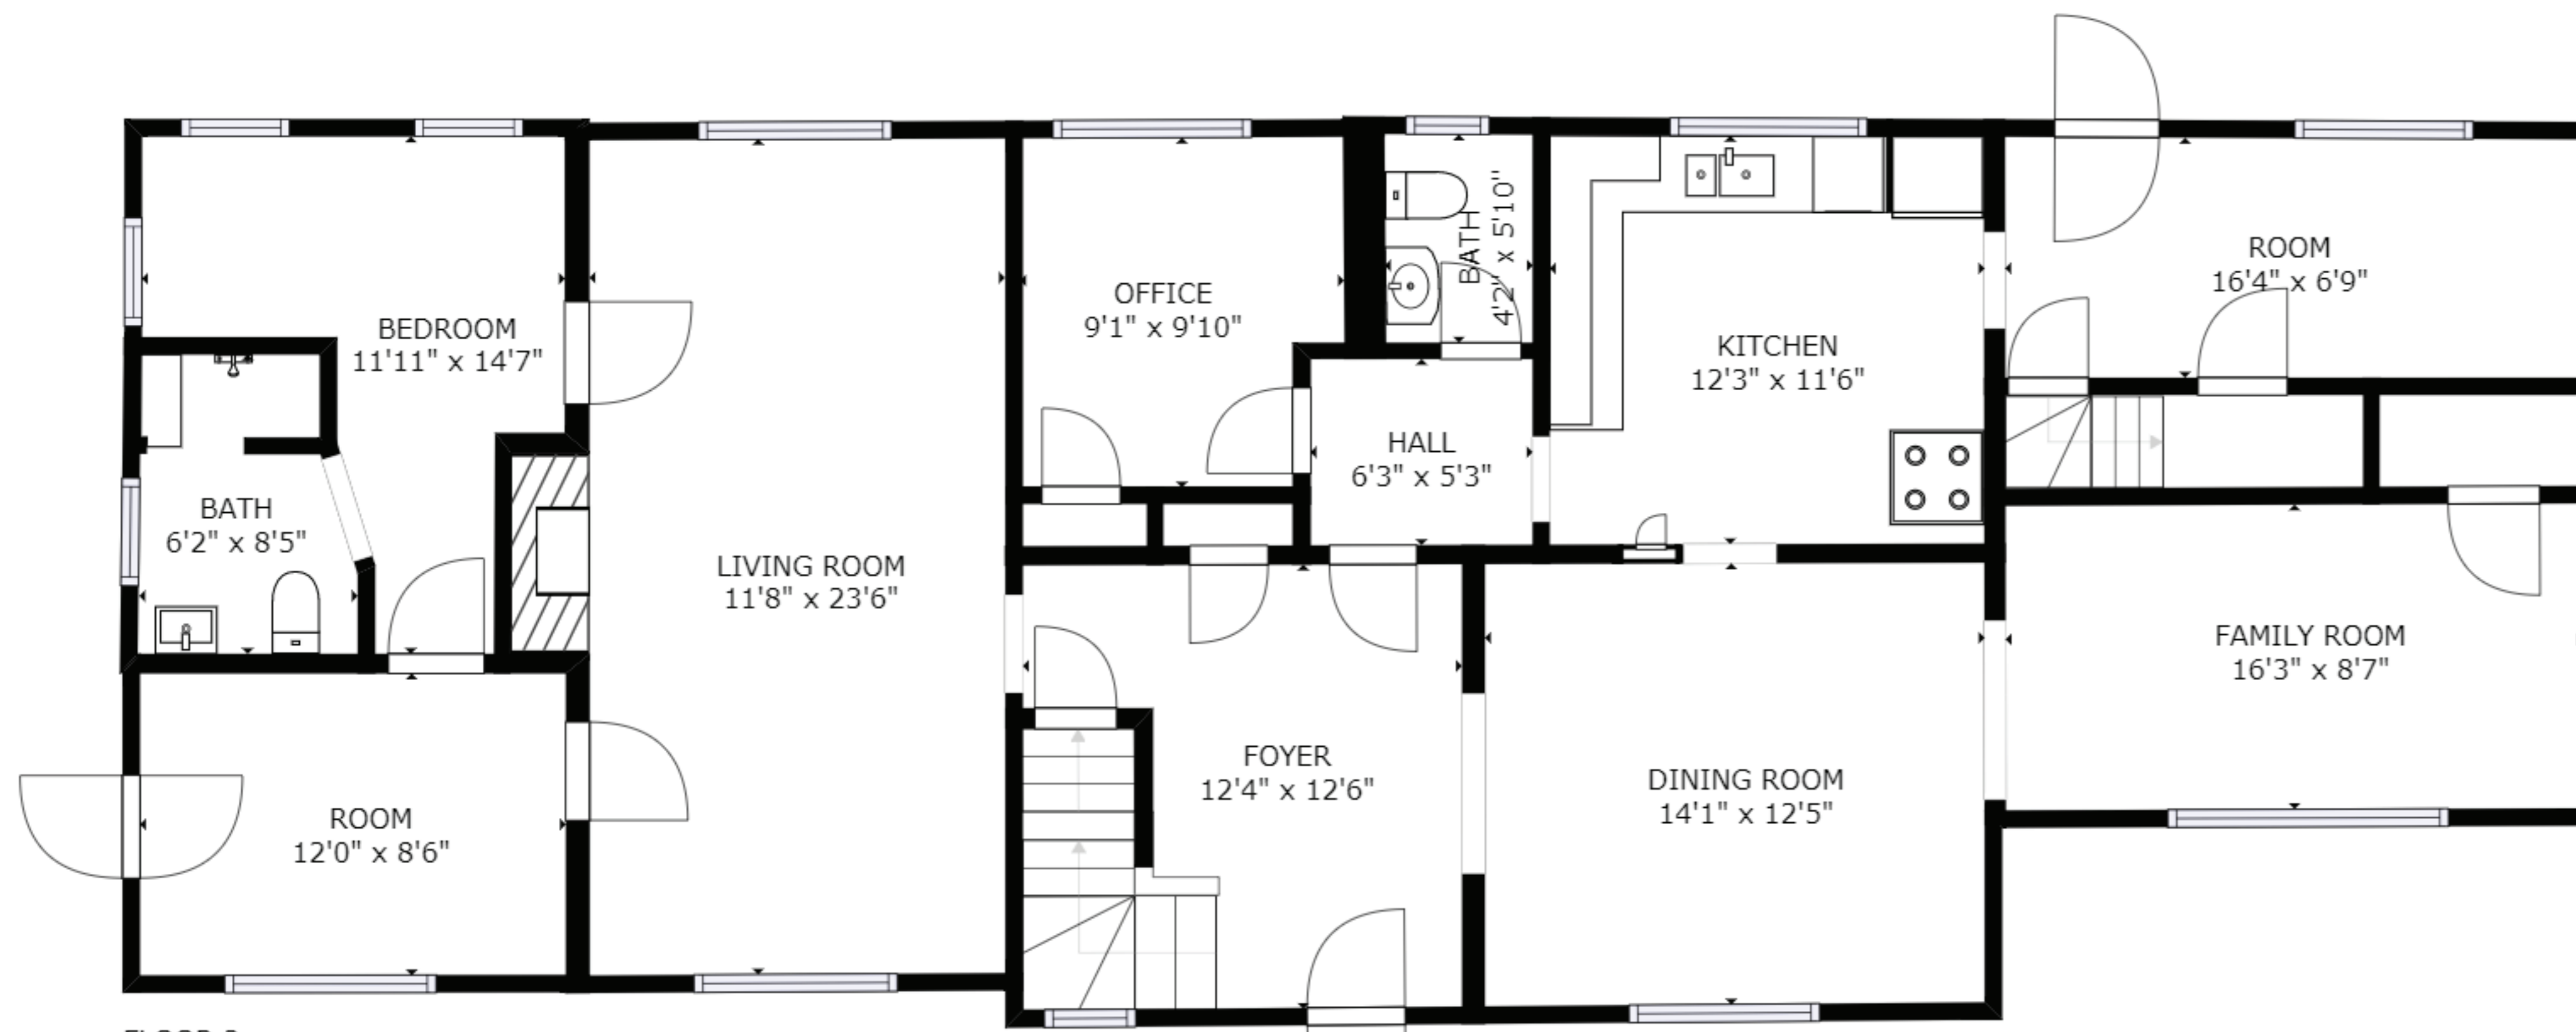 BEDROOM
11'11" x 14'7"
BATH
6'2" x 8'5"
ROOM
12'0" x 8'6"
LIVING ROOM
11'8" x 23'6"
OFFICE
9'1" x 9'10"
BATH
4'2" x 5'10"
HALL
6'3" x 5'3"
KITCHEN
12'3" x 11'6"
FOYER
12'4" x 12'6"
DINING ROOM
14'1" x 12'5"
ROOM
16'4" x 6'9"
FAMILY ROOM
16'3" x 8'7"